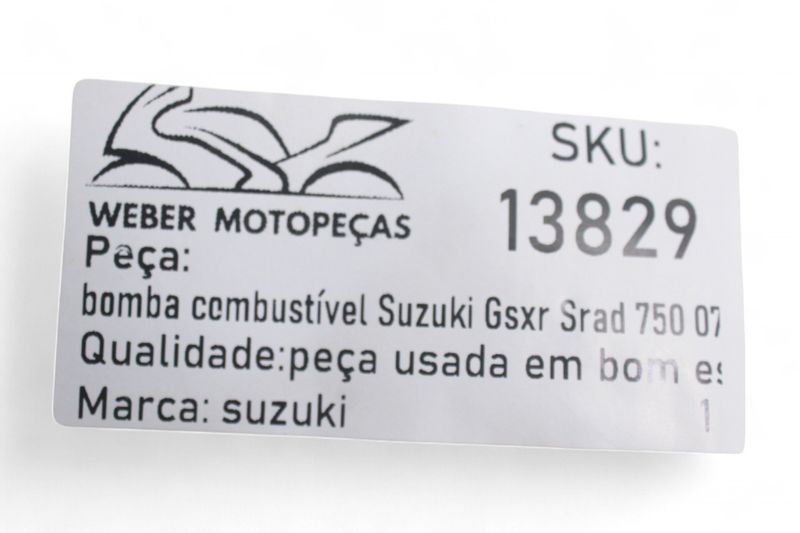 WEBER MOTOPEÇAS
SKU:
13829
Peça:
bomba combustível Suzuki Gsxr Srad 750 07
Qualidade:peça usada em bom es
Marca: suzuki
1